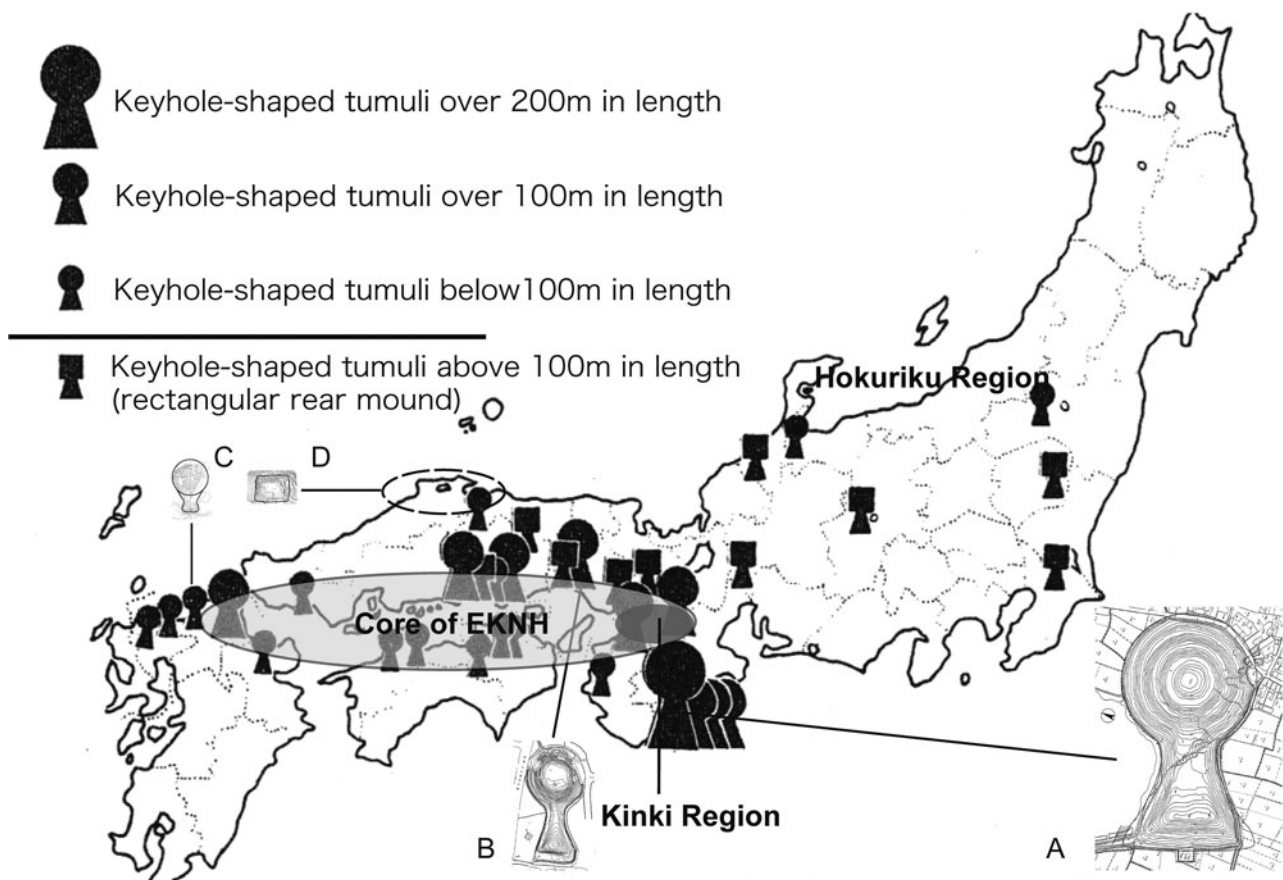 Keyhole-shaped tumuli over 200m in length
Keyhole-shaped tumuli over 100m in length
Keyhole-shaped tumuli below100m in length
Keyhole-shaped tumuli above 100m in length
(rectangular rear mound)
Hokuriku Region
C
D
Core of EKNH
Kinki Region
B
A